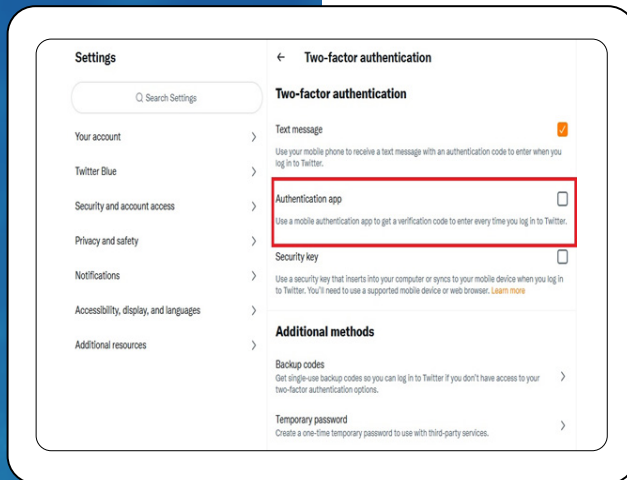 Settings
Search Settings
Your account
Twitter Blue
Security and account access
Privacy and safety
Notifications
Accessibility, display, and languages
Additional resources
Two-factor authentication
Two-factor authentication
Text message
Use your mobile phone to receive a text message with an authentication code to enter when you
log in to Twitter.
Authentication app
Use a mobile authentication app to get a verification code to enter every time you log in to Twitter.
Security key
Use a security key that inserts into your computer or syncs to your mobile device when you log in
to Twitter. You'll need to use a supported mobile device or web browser. Learn more
Additional methods
Backup codes
Get single-use backup codes so you can log in to Twitter if you don't have access to your
two-factor authentication options.
Temporary password
Create a one-time temporary password to use with third-party services.